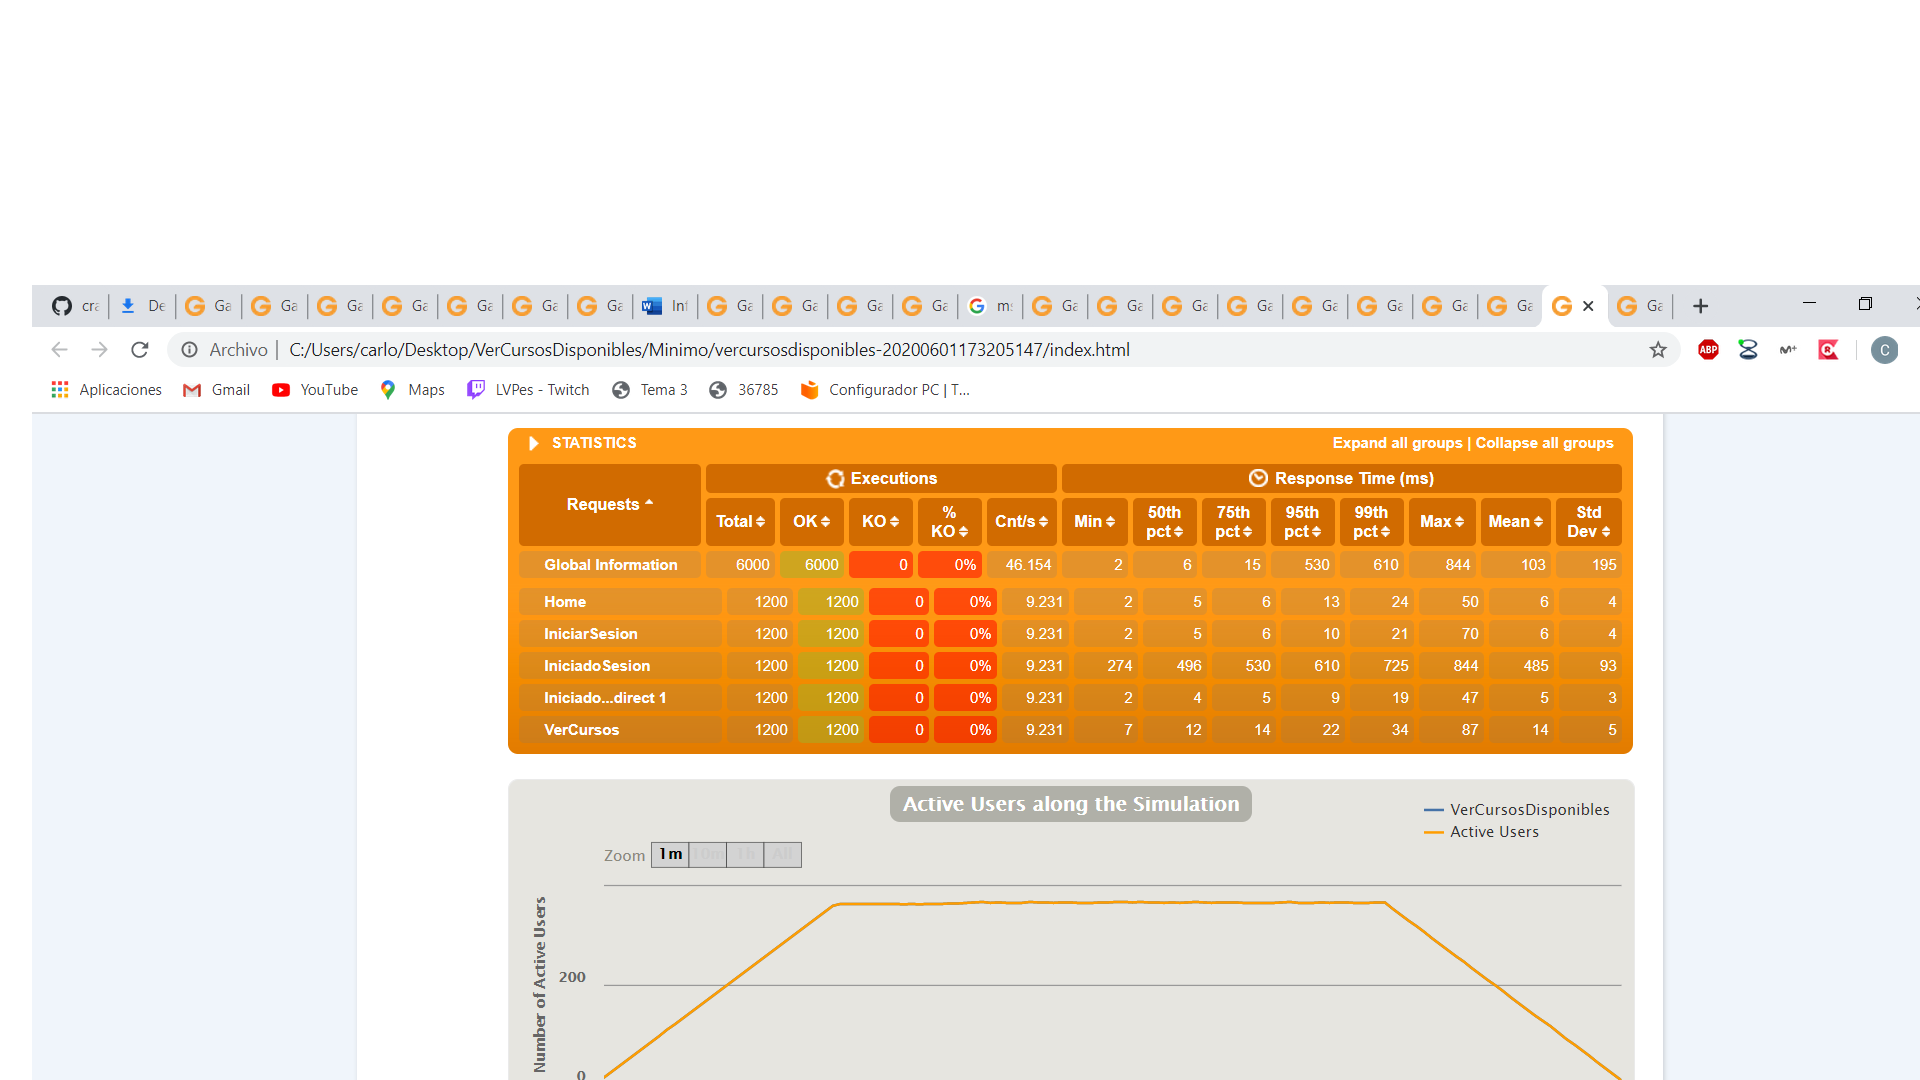 cra
De
Ga
Ga
Ga
Ga
Ga
Ga
Ga
Inf
Ga
Ga
Ga
Ga
ms
Ga
Ga
Ga
Ga
Ga
Ga
Ga
Ga
Ga
Archivo | C:/Users/carlo/Desktop/VerCursosDisponibles/Minimo/vercursosdisponibles-20200601173205147/index.html
ABP
C
Aplicaciones Gmail YouTube Maps LVPes - Twitch Tema 3 36785 Configurador PC | T...
STATISTICS Expand all groups | Collapse all groups
Requests Executions Response Time (ms)
Total OK KO % KO Cnt/s Min 50th pct 75th pct 95th pct 99th pct Max Mean Std Dev
Global Information 6000 6000 0 0% 46.154 2 6 15 530 610 844 103 195
Home 1200 1200 0 0% 9.231 2 5 6 13 24 50 6 4
IniciarSesion 1200 1200 0 0% 9.231 2 5 6 10 21 70 6 4
IniciadoSesion 1200 1200 0 0% 9.231 274 496 530 610 725 844 485 93
Iniciado...direct 1 1200 1200 0 0% 9.231 2 4 5 9 19 47 5 3
VerCursos 1200 1200 0 0% 9.231 7 12 14 22 34 87 14 5
Active Users along the Simulation
VerCursosDisponibles
Active Users
Zoom 1m 10m 1h All
Number of Active Users
200
0